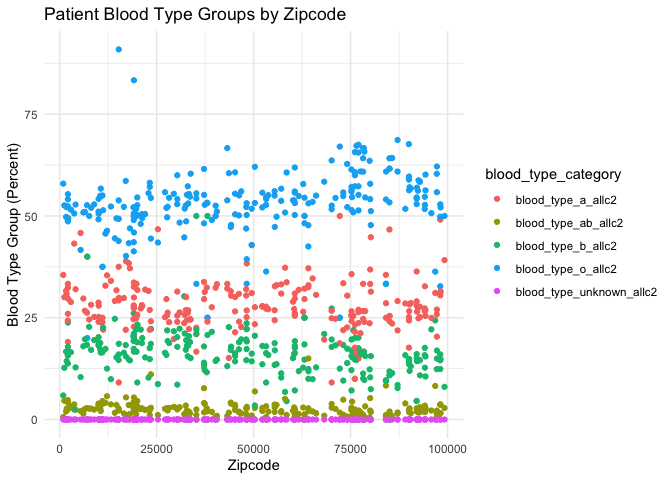 Patient Blood Type Groups by Zipcode
Blood Type Group (Percent)
75
50
25
0
0
25000
50000
75000
100000
Zipcode
blood_type_category
blood_type_a_allc2
blood_type_ab_allc2
blood_type_b_allc2
blood_type_o_allc2
blood_type_unknown_allc2